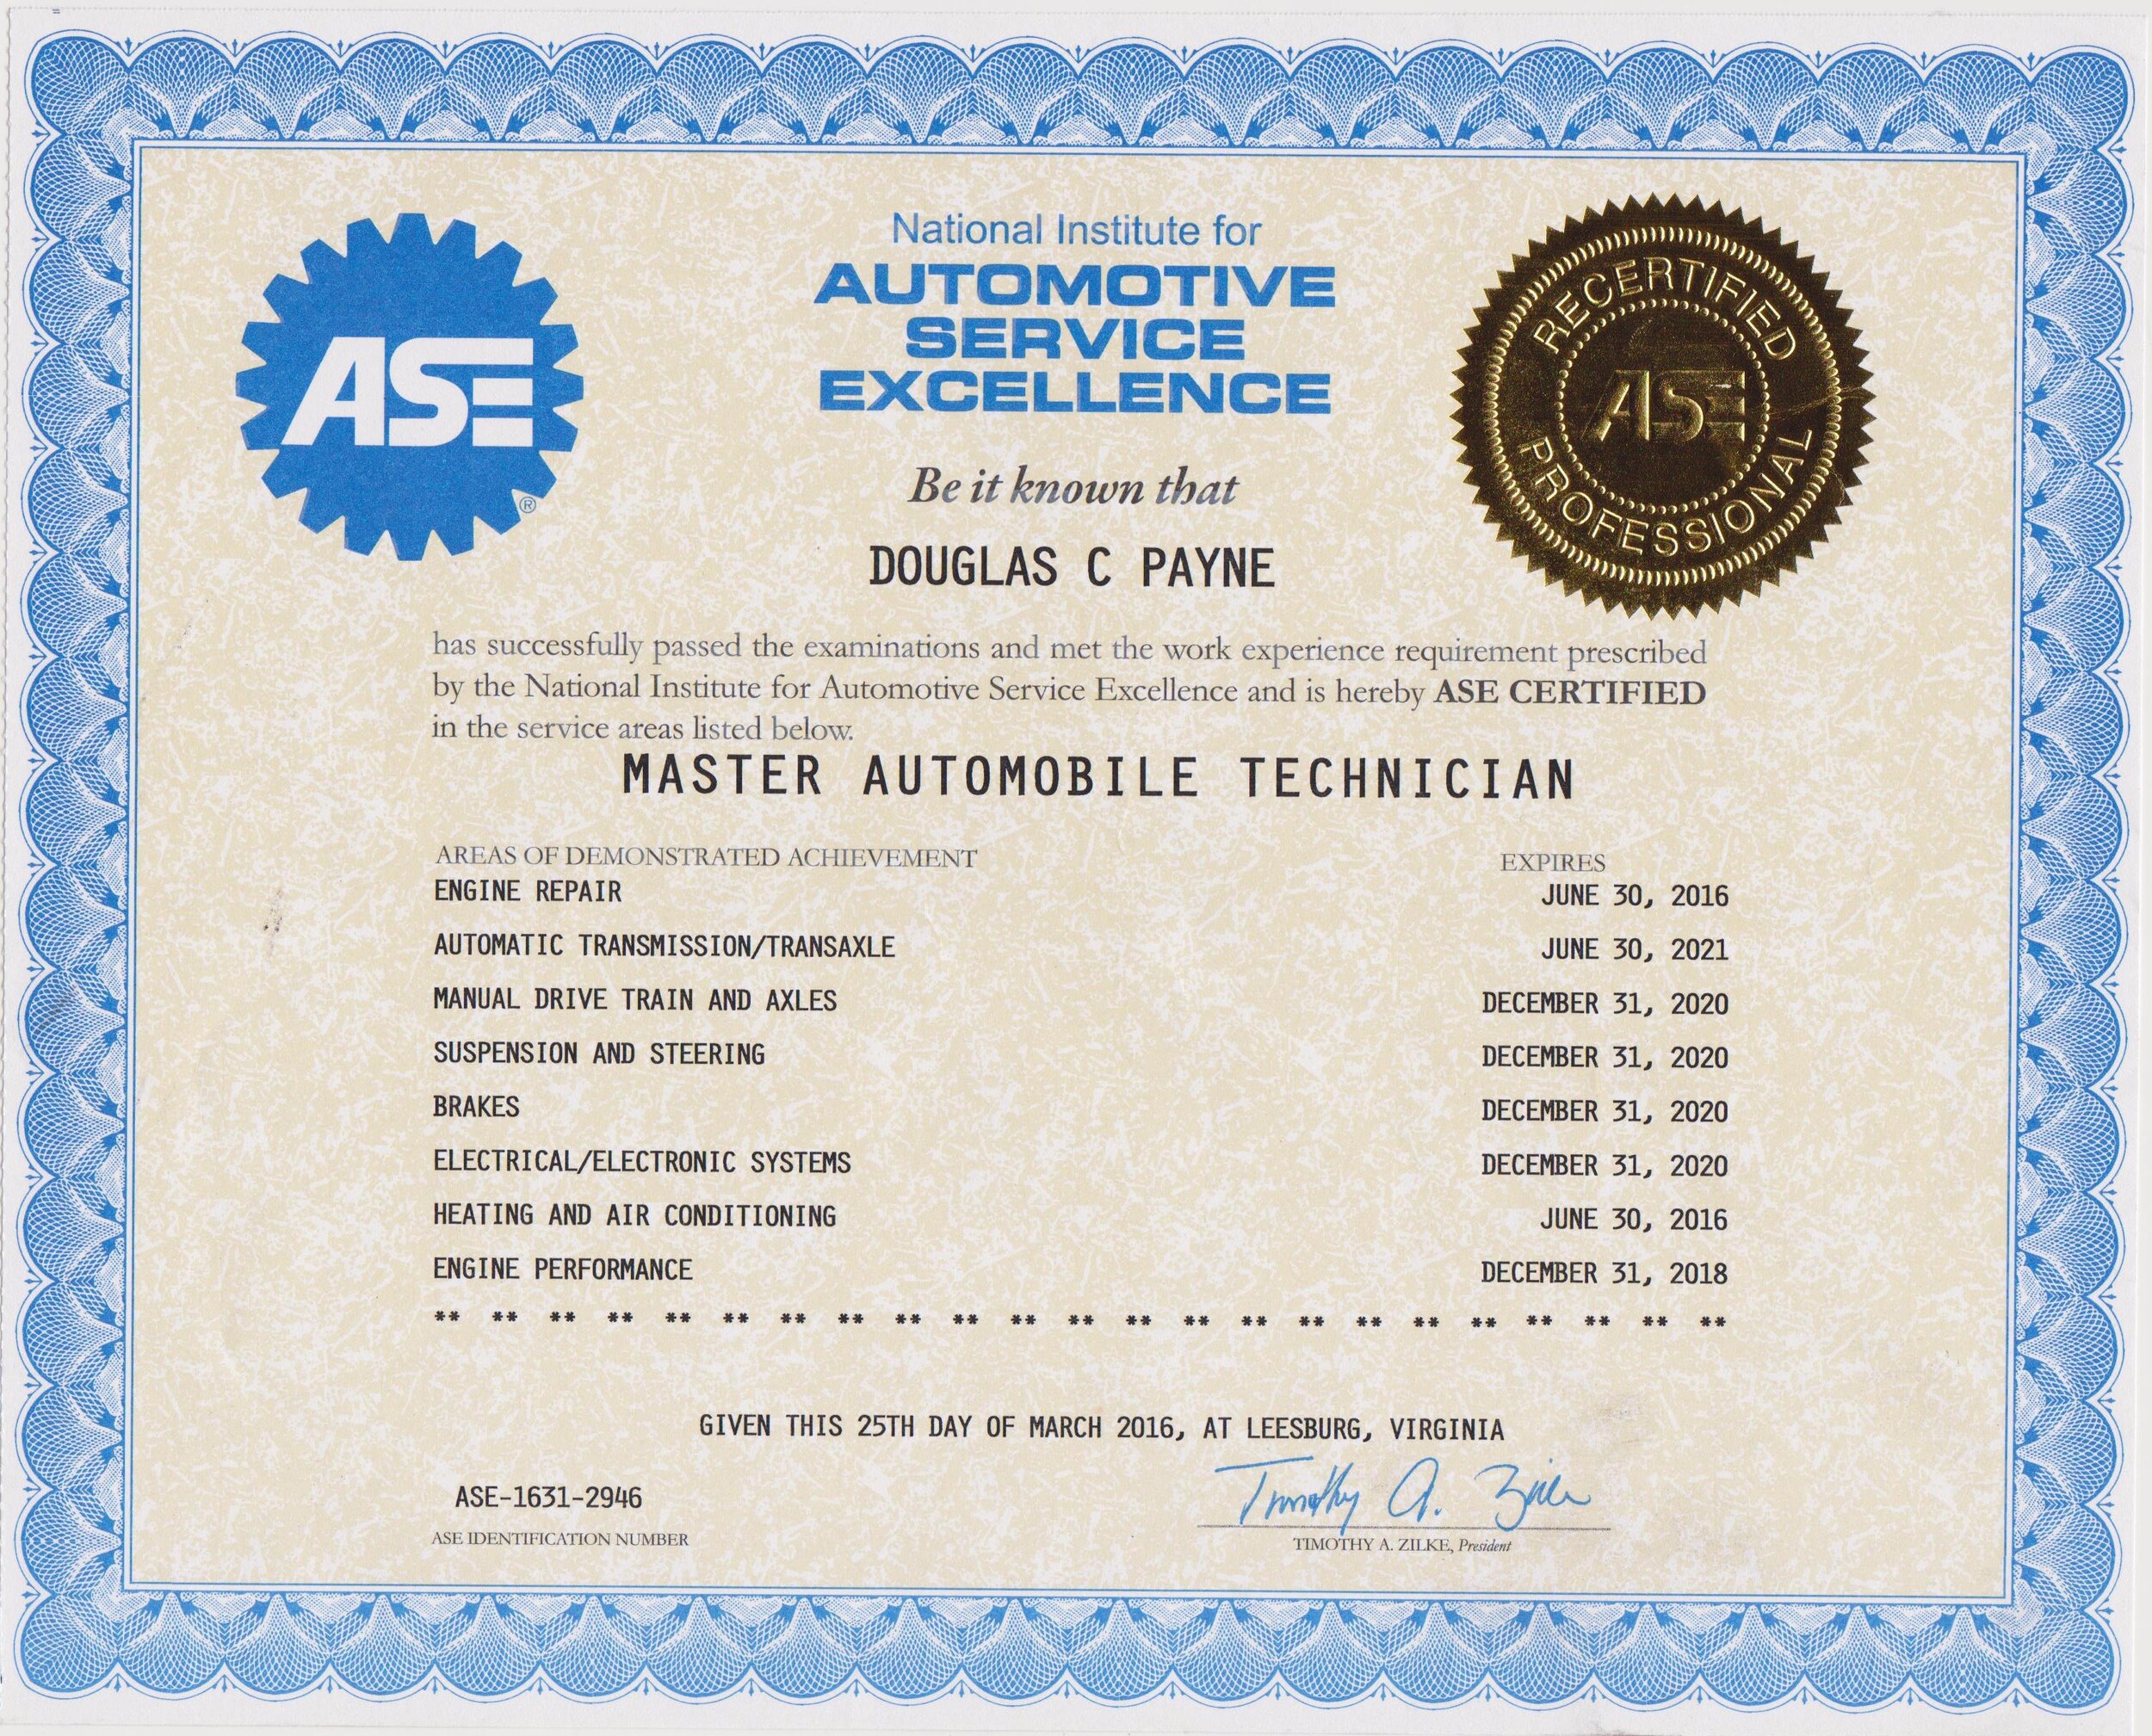 ASE
®
National Institute for
AUTOMOTIVE
SERVICE
EXCELLENCE
RECERTIFIED
ASE
PROFESSIONAL
Be it known that
DOUGLAS C PAYNE
has successfully passed the examinations and met the work experience requirement prescribed
by the National Institute for Automotive Service Excellence and is hereby ASE CERTIFIED
in the service areas listed below.
MASTER AUTOMOBILE TECHNICIAN
AREAS OF DEMONSTRATED ACHIEVEMENT EXPIRES
ENGINE REPAIR JUNE 30, 2016
AUTOMATIC TRANSMISSION/TRANSAXLE JUNE 30, 2021
MANUAL DRIVE TRAIN AND AXLES DECEMBER 31, 2020
SUSPENSION AND STEERING DECEMBER 31, 2020
BRAKES DECEMBER 31, 2020
ELECTRICAL/ELECTRONIC SYSTEMS DECEMBER 31, 2020
HEATING AND AIR CONDITIONING JUNE 30, 2016
ENGINE PERFORMANCE DECEMBER 31, 2018
** ** ** ** ** ** ** ** ** ** ** ** ** ** ** ** ** ** ** ** ** ** **
GIVEN THIS 25TH DAY OF MARCH 2016, AT LEESBURG, VIRGINIA
Timothy A. Zilke
ASE-1631-2946
ASE IDENTIFICATION NUMBER
TIMOTHY A. ZILKE, President